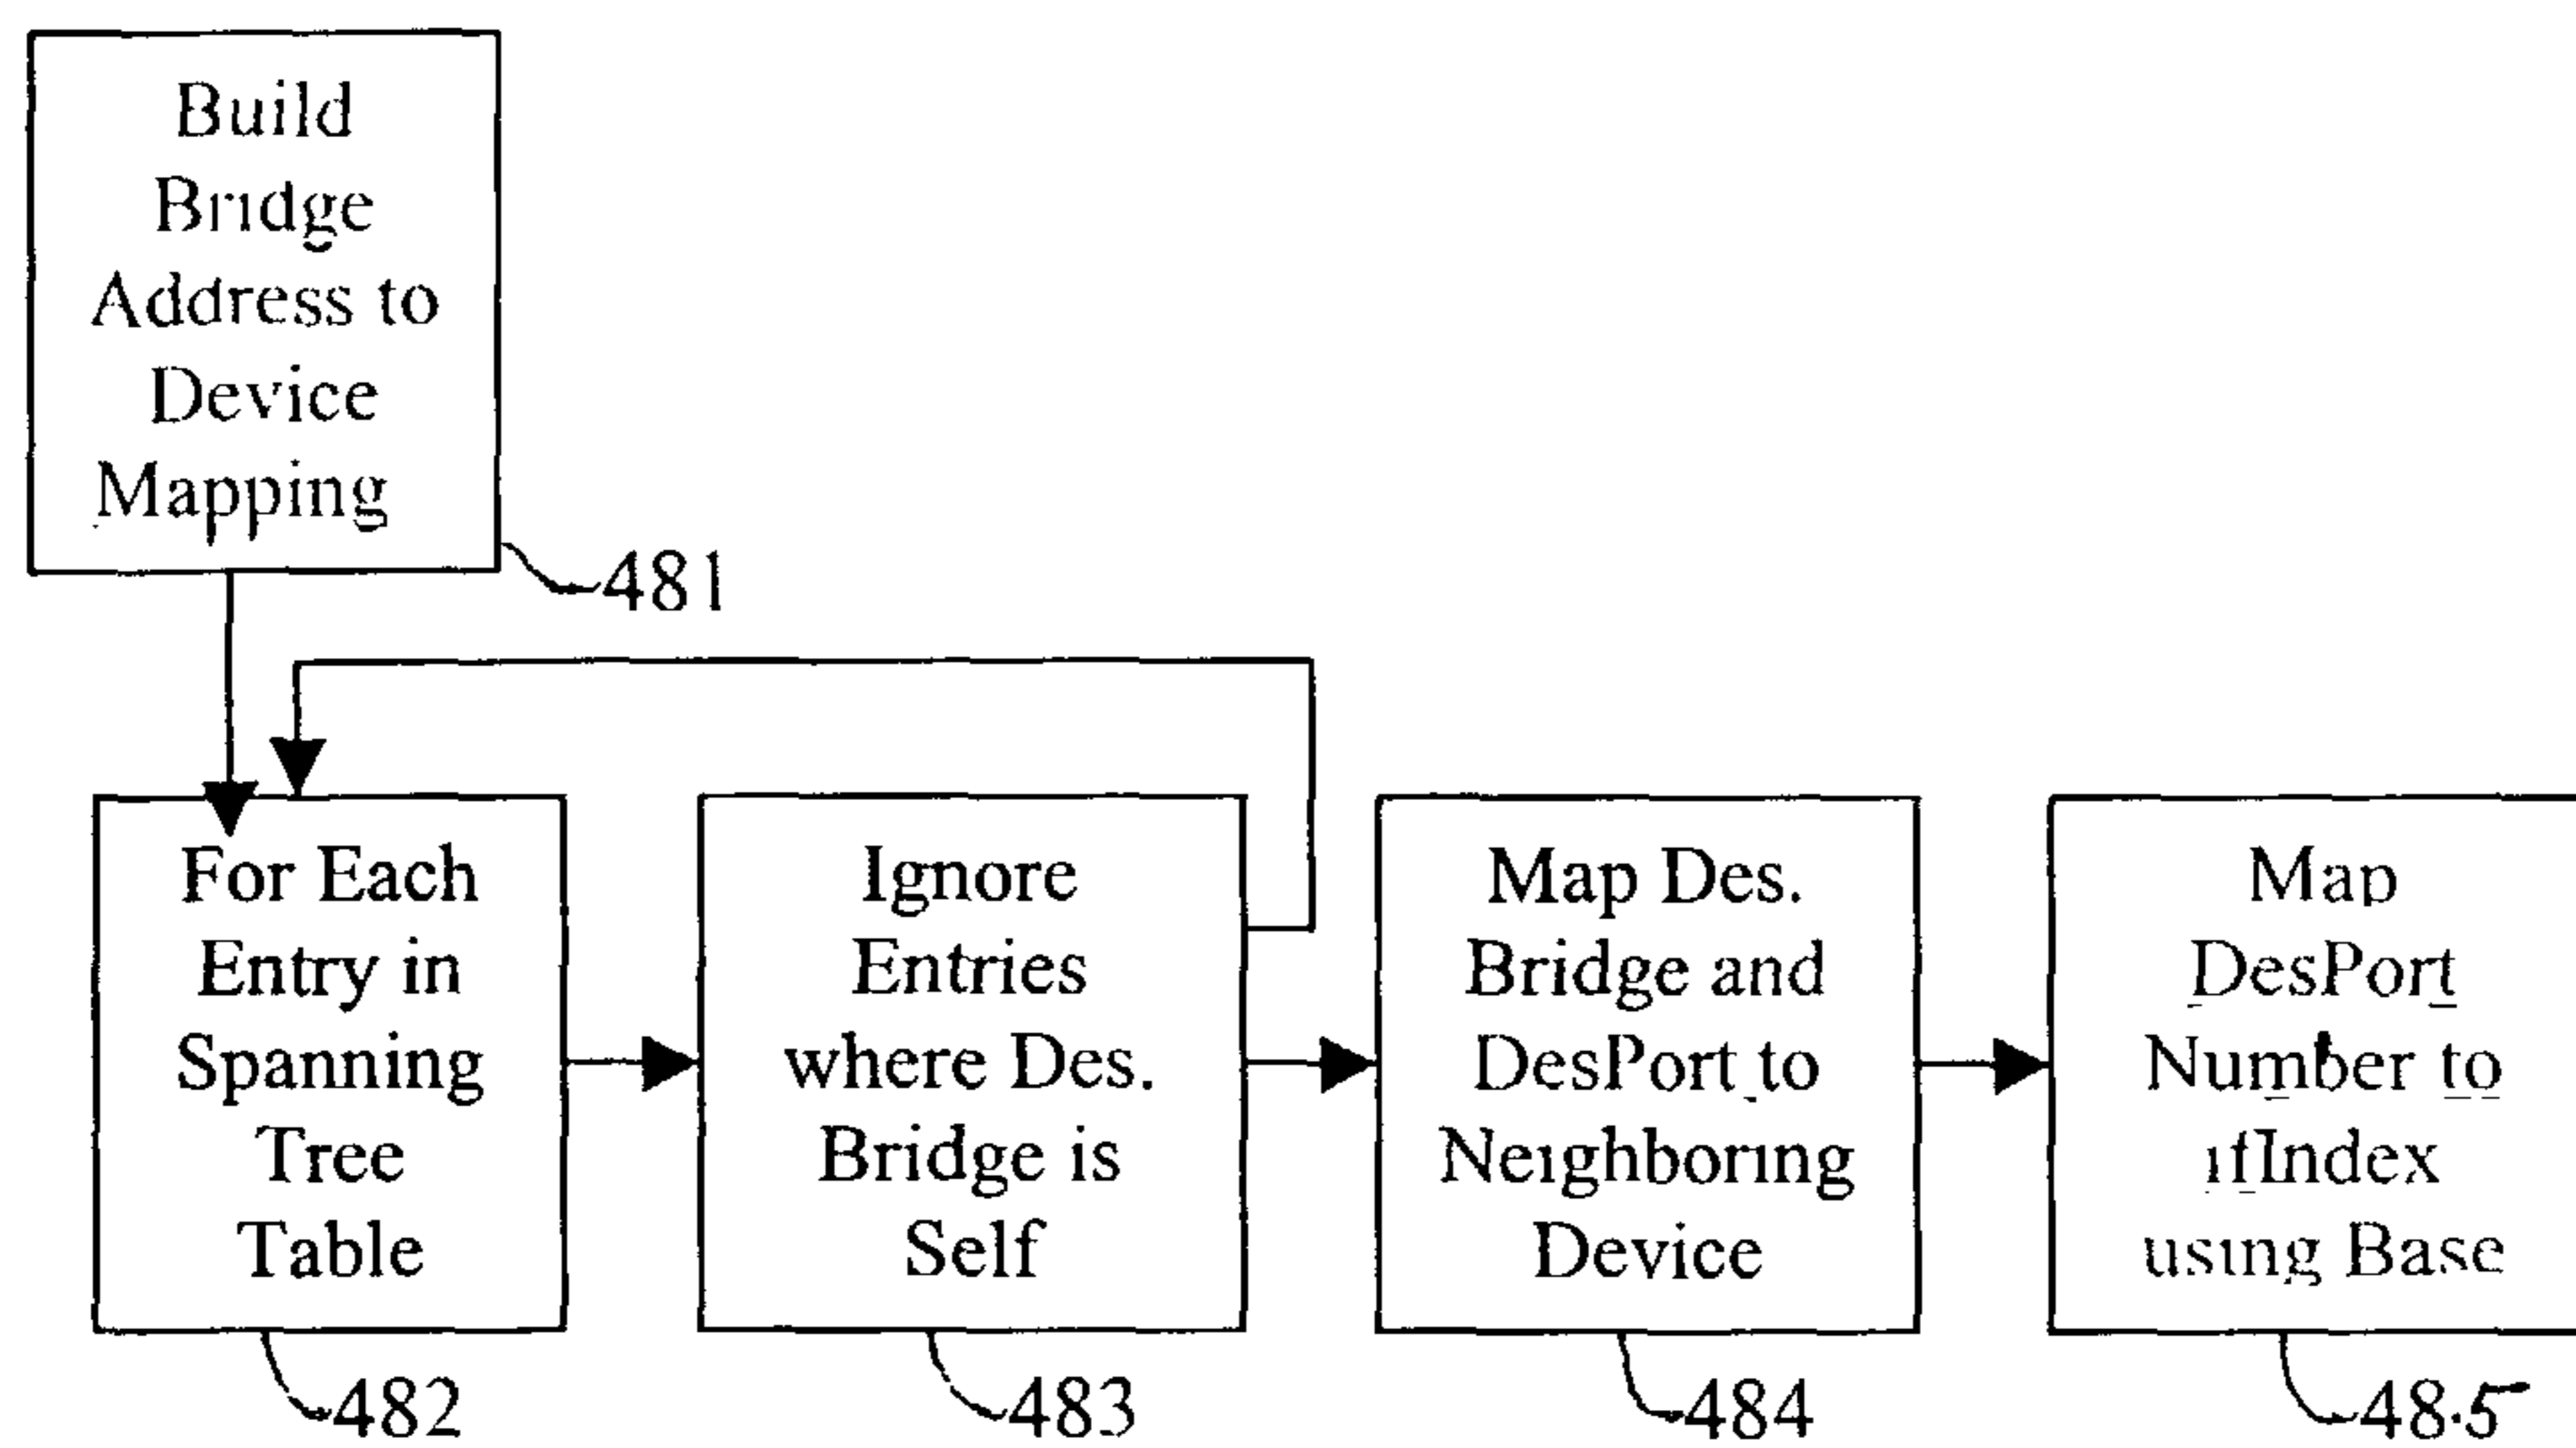 Build
Bridge
Address to
Device
Mapping
481
For Each
Entry in
Spanning
Tree
Table
482
Ignore
Entries
where Des.
Bridge is
Self
483
Map Des.
Bridge and
DesPort to
Neighboring
Device
484
Map
DesPort
Number to
ifIndex
using Base
485